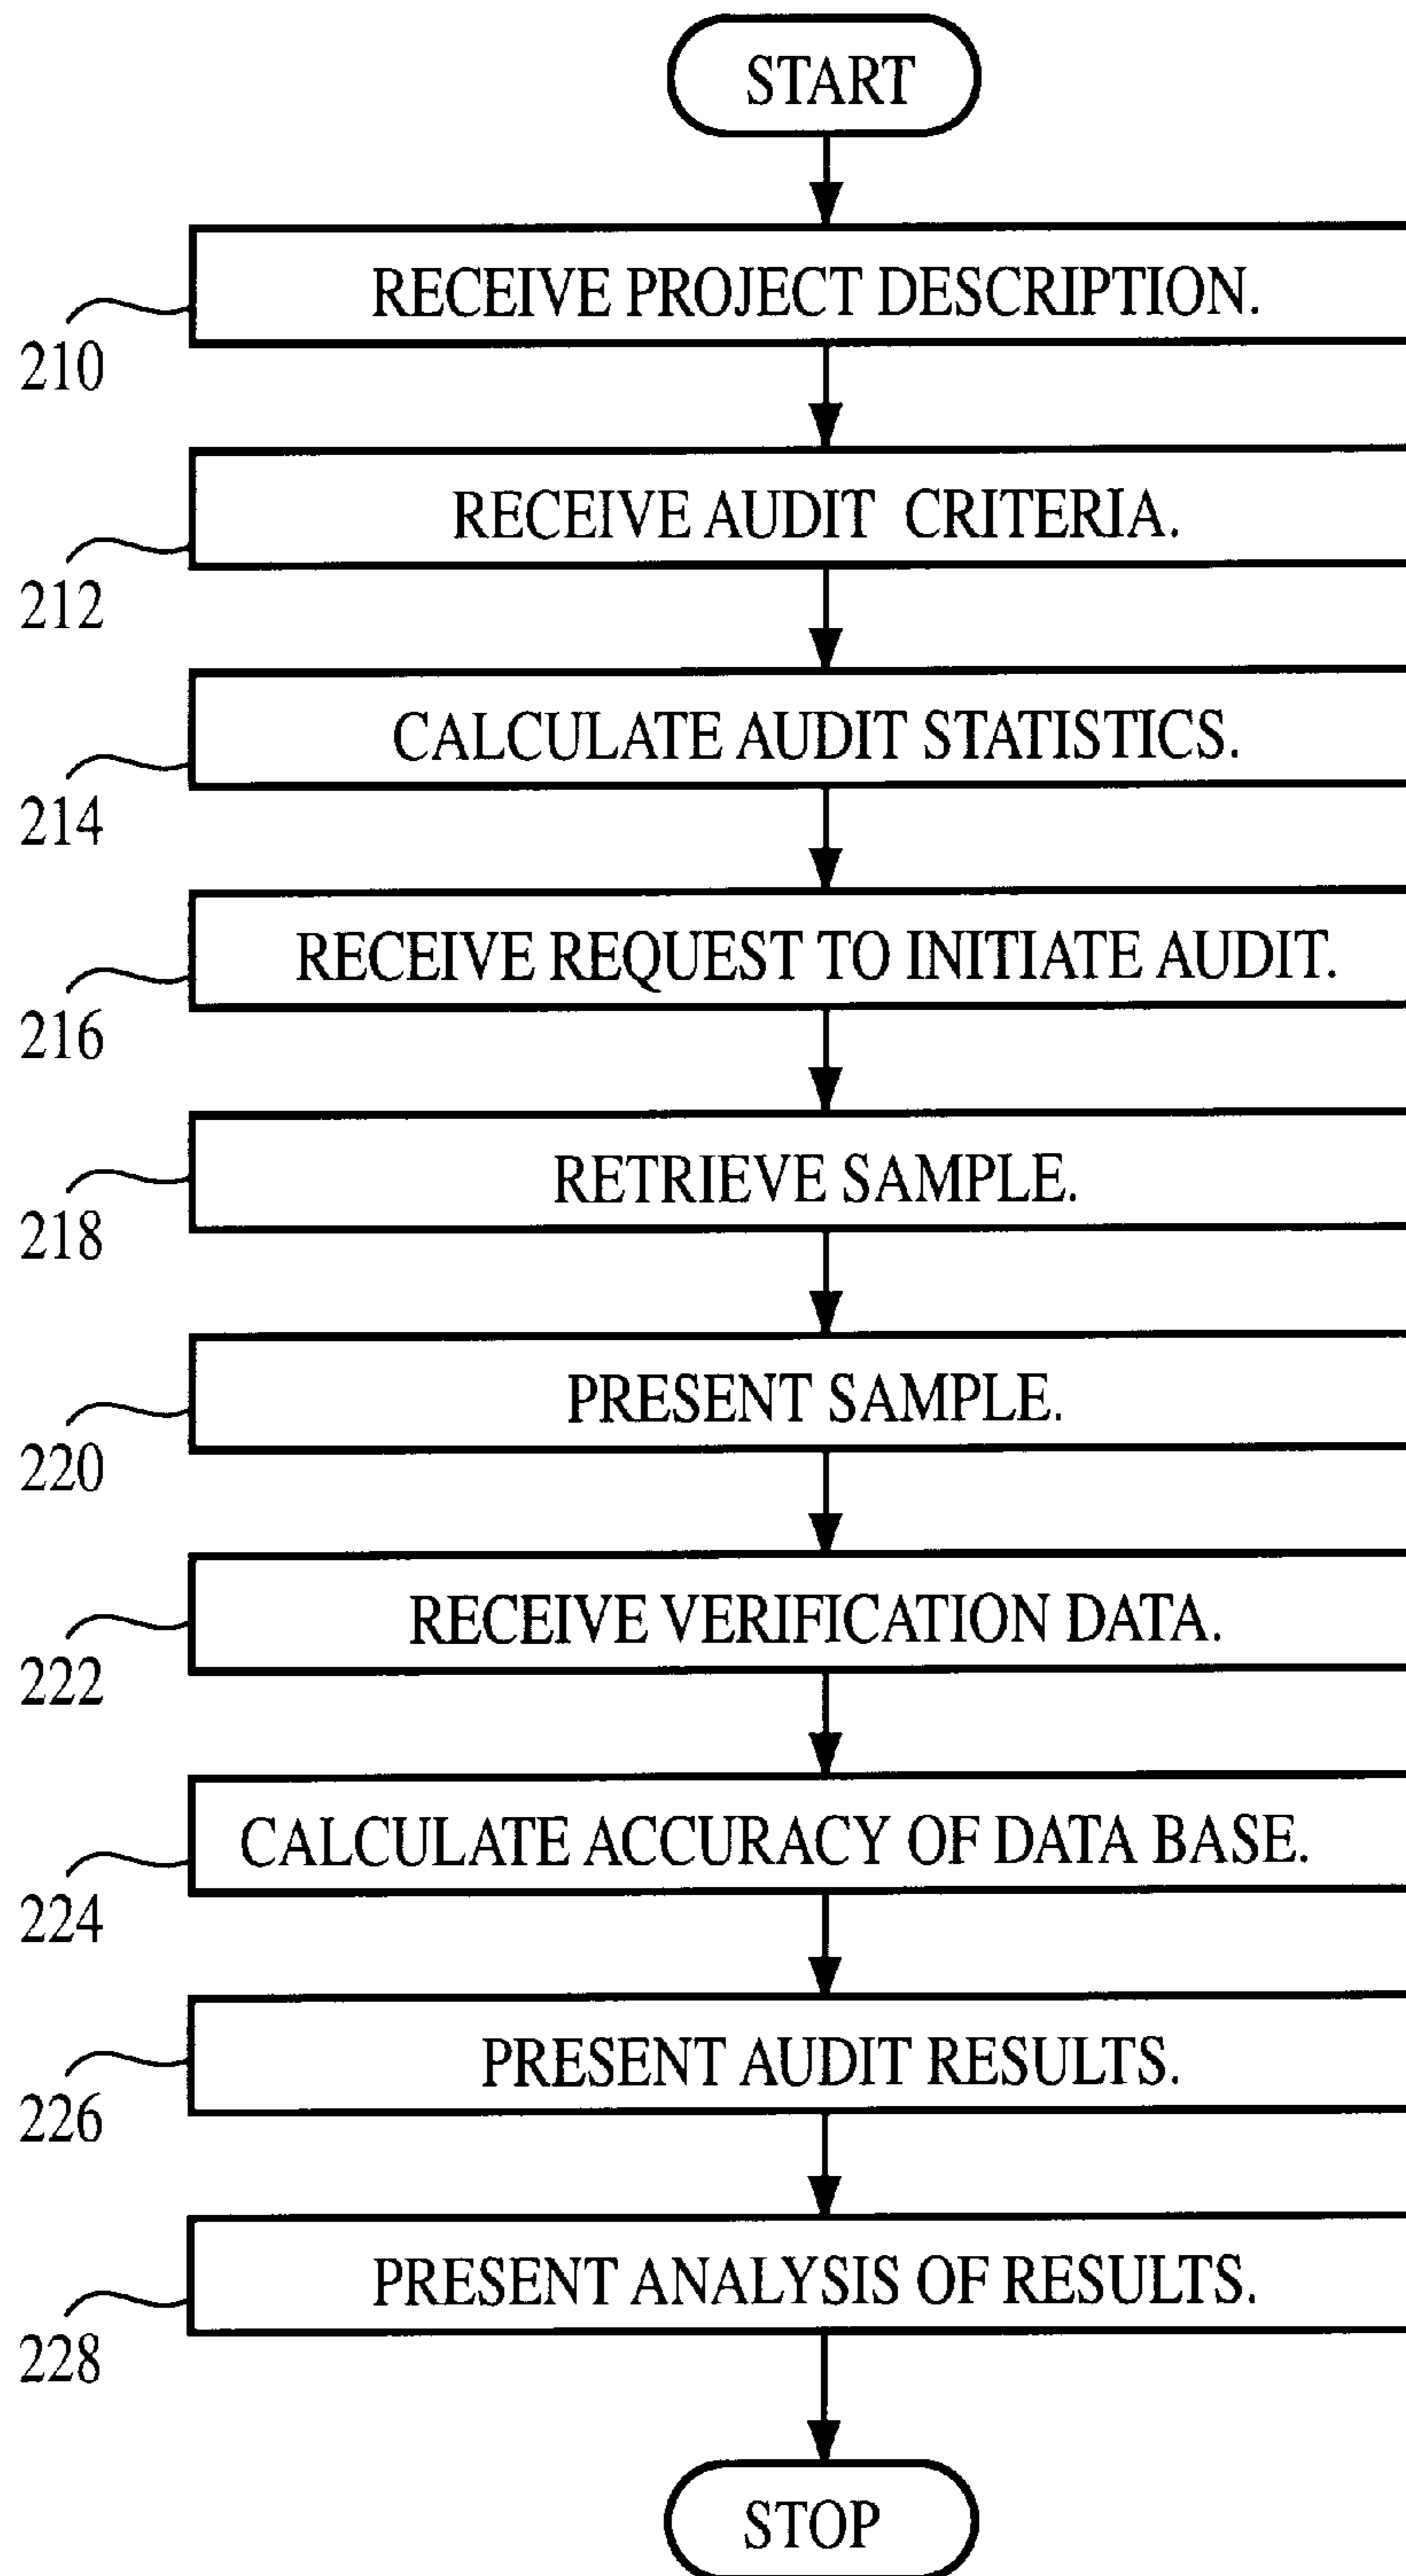 START
RECEIVE PROJECT DESCRIPTION.
210
RECEIVE AUDIT CRITERIA.
212
CALCULATE AUDIT STATISTICS.
214
RECEIVE REQUEST TO INITIATE AUDIT.
216
RETRIEVE SAMPLE.
218
PRESENT SAMPLE.
220
RECEIVE VERIFICATION DATA.
222
CALCULATE ACCURACY OF DATA BASE.
224
PRESENT AUDIT RESULTS.
226
PRESENT ANALYSIS OF RESULTS.
228
STOP